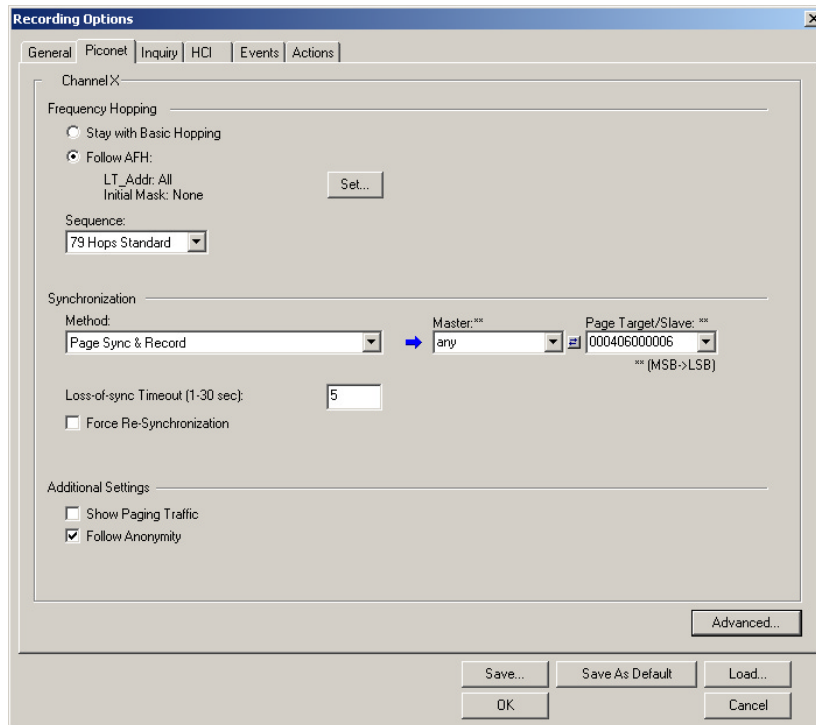 Recording Options
General Piconet Inquiry HCI Events Actions
Channel X
Frequency Hopping
Stay with Basic Hopping
Follow AFH:
LT_Addr: All
Initial Mask: None
Set...
Sequence:
79 Hops Standard
Synchronization
Method: Master:** Page Target/Slave: **
Page Sync & Record any 000406000006
** (MSB->LSB)
Loss-of-sync Timeout (1-30 sec): 5
Force Re-Synchronization
Additional Settings
Show Paging Traffic
Follow Anonymity
Advanced...
Save... Save As Default Load...
OK Cancel